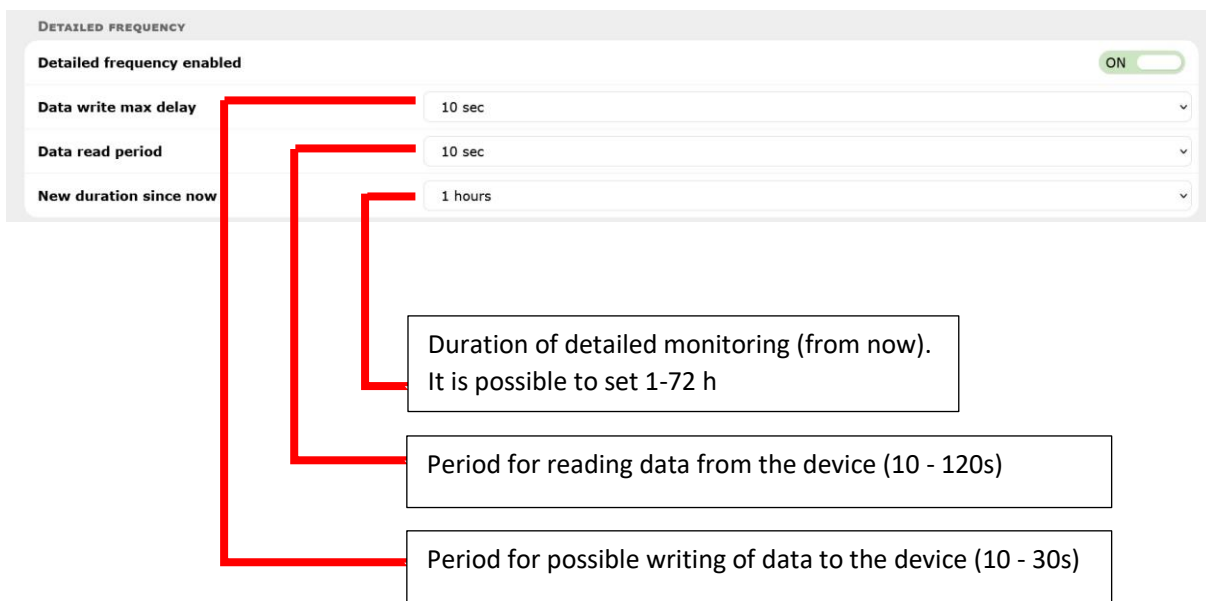 DETAILED FREQUENCY
Detailed frequency enabled
ON
Data write max delay
10 sec
Data read period
10 sec
New duration since now
1 hours
Duration of detailed monitoring (from now).
It is possible to set 1-72 h
Period for reading data from the device (10 - 120s)
Period for possible writing of data to the device (10 - 30s)